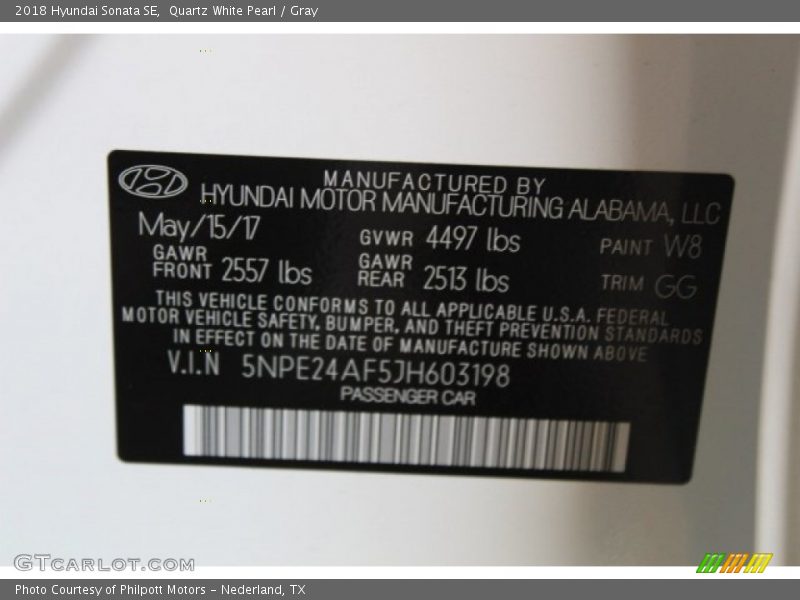 2018 Hyundai Sonata SE,  Quartz White Pearl / Gray
MANUFACTURED BY
HYUNDAI MOTOR MANUFACTURING ALABAMA, LLC
May/15/17 GVWR 4497 lbs PAINT W8
GAWR FRONT 2557 lbs GAWR REAR 2513 lbs TRIM GG
THIS VEHICLE CONFORMS TO ALL APPLICABLE U.S.A. FEDERAL
MOTOR VEHICLE SAFETY, BUMPER, AND THEFT PREVENTION STANDARDS
IN EFFECT ON THE DATE OF MANUFACTURE SHOWN ABOVE
V.I.N 5NPE24AF5JH603198
PASSENGER CAR
GTCARLOT.COM
Photo Courtesy of Philpott Motors - Nederland, TX